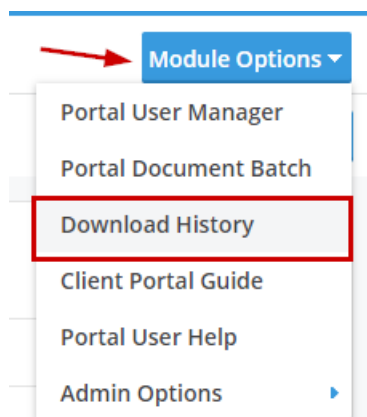 Module Options
Portal User Manager
Portal Document Batch
Download History
Client Portal Guide
Portal User Help
Admin Options